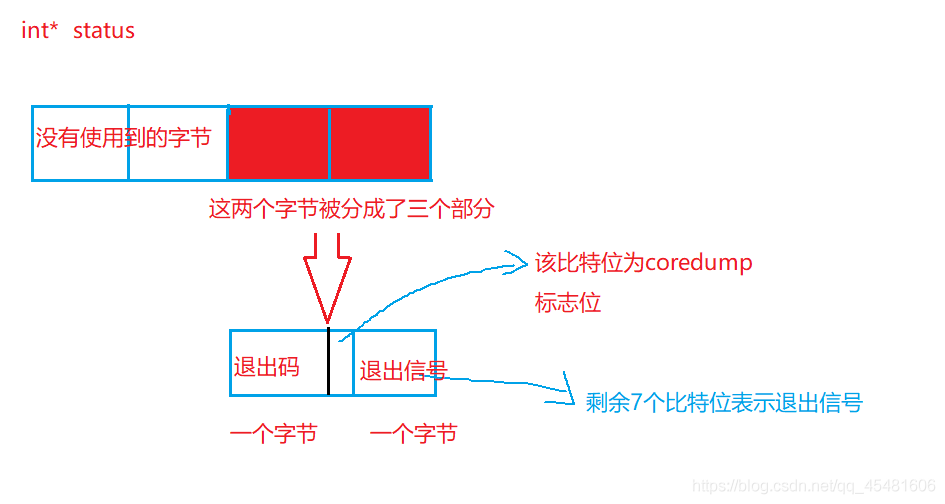 int* status
没有使用到的字节
这两个字节被分成了三个部分
该比特位为coredump
标志位
退出码
退出信号
剩余7个比特位表示退出信号
一个字节
一个字节
https://blog.csdn.net/qq_45481606